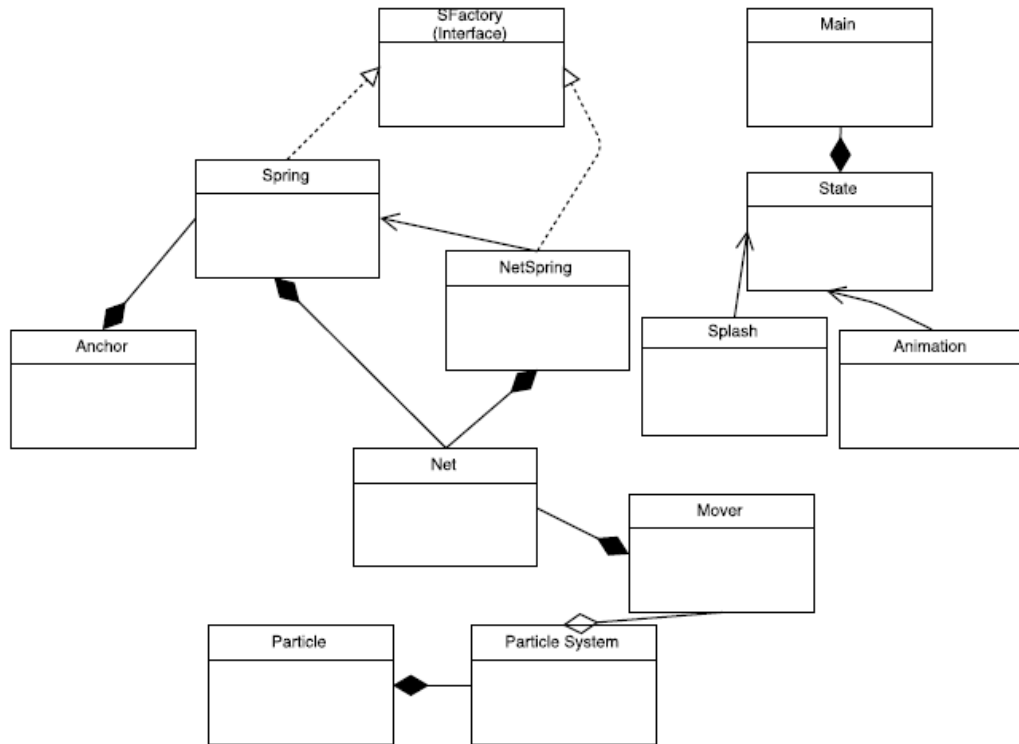 SFactory
(Interface)
Main
Spring
State
NetSpring
Splash
Animation
Anchor
Net
Mover
Particle
Particle System